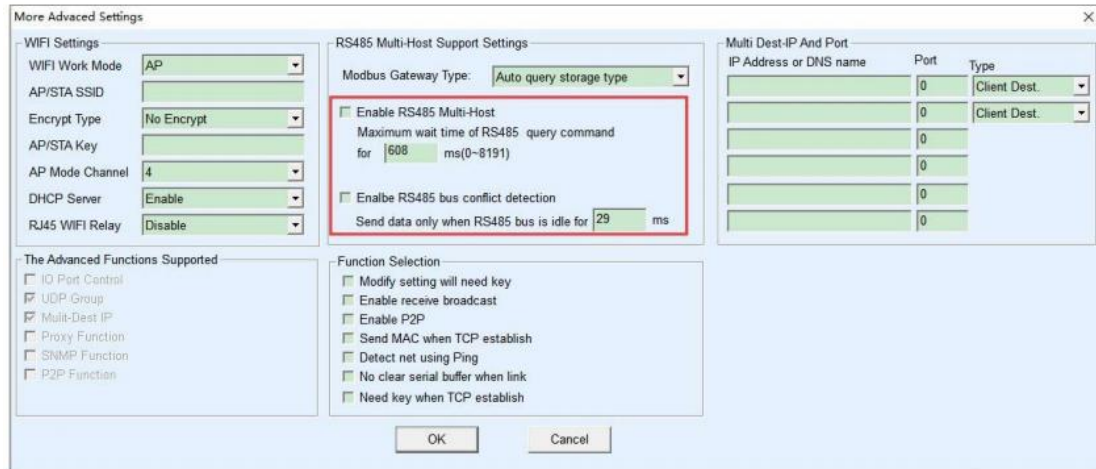 More Advaced Settings
WIFI Settings
WIFI Work Mode AP
AP/STA SSID
Encrypt Type No Encrypt
AP/STA Key
AP Mode Channel 4
DHCP Server Enable
RJ45 WIFI Relay Disable
RS485 Multi-Host Support Settings
Modbus Gateway Type: Auto query storage type
Enable RS485 Multi-Host
Maximum wait time of RS485 query command
for 608 ms(0~8191)
Enalbe RS485 bus conflict detection
Send data only when RS485 bus is idle for 29 ms
Multi Dest-IP And Port
IP Address or DNS name Port Type
0 Client Dest.
0 Client Dest.
0
0
0
0
The Advanced Functions Supported
IO Port Control
UDP Group
Mulit-Dest IP
Proxy Function
SNMP Function
P2P Function
Function Selection
Modify setting will need key
Enable receive broadcast
Enable P2P
Send MAC when TCP establish
Detect net using Ping
No clear serial buffer when link
Need key when TCP establish
OK Cancel